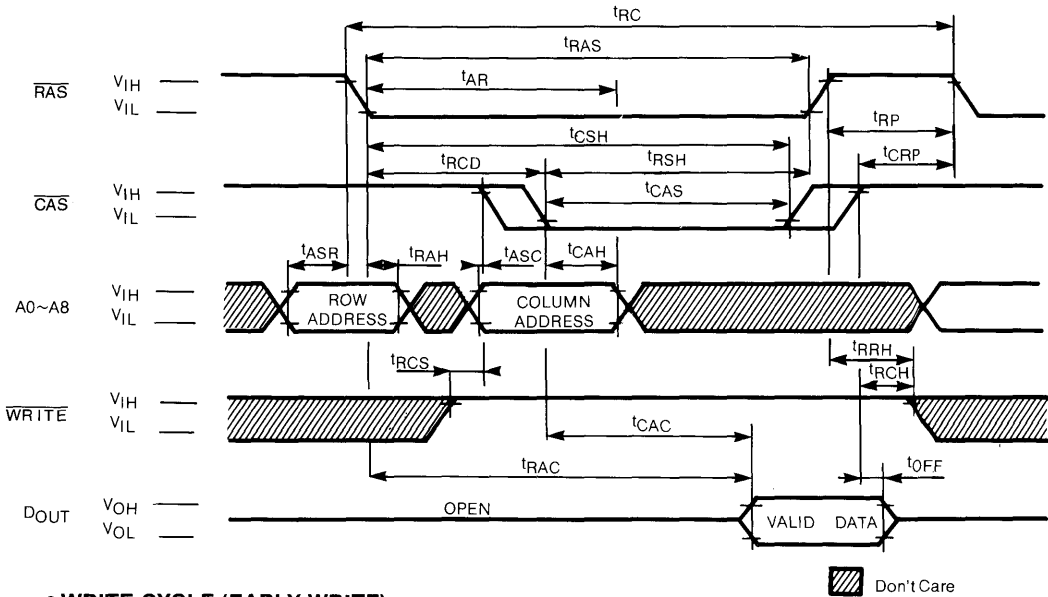 tRC
tRAS
tAR
RAS VIH
VIL
tRP
tCSH
tRCD tRSH tCRP
CAS VIH
VIL
tCAS
tASR tRAH tASC tCAH
A0~A8 VIH
VIL
ROW ADDRESS
COLUMN ADDRESS
tRCS tRRH
tRCH
WRITE VIH
VIL
tCAC
tRAC tOFF
DOUT VOH
VOL
OPEN VALID DATA
Don't Care
• WRITE CYCLE (EARLY WRITE)